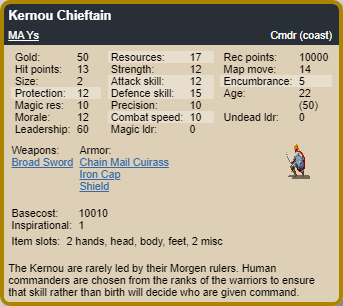 Kernou Chieftain
MA Ys Cmdr (coast)
Gold: 50 Resources: 17 Rec points: 10000
Hit points: 13 Strength: 12 Map move: 14
Size: 2 Attack skill: 12 Encumbrance: 5
Protection: 12 Defence skill: 15 Age: 22
Magic res: 10 Precision: 10 (50)
Morale: 12 Combat speed: 10 Undead ldr: 0
Leadership: 60 Magic ldr: 0
Weapons: Armor:
Broad Sword Chain Mail Cuirass
Iron Cap
Shield
Basecost: 10010
Inspirational: 1
Item slots: 2 hands, head, body, feet, 2 misc
The Kernou are rarely led by their Morgen rulers. Human
commanders are chosen from the ranks of the warriors to ensure
that skill rather than birth will decide who are given command.